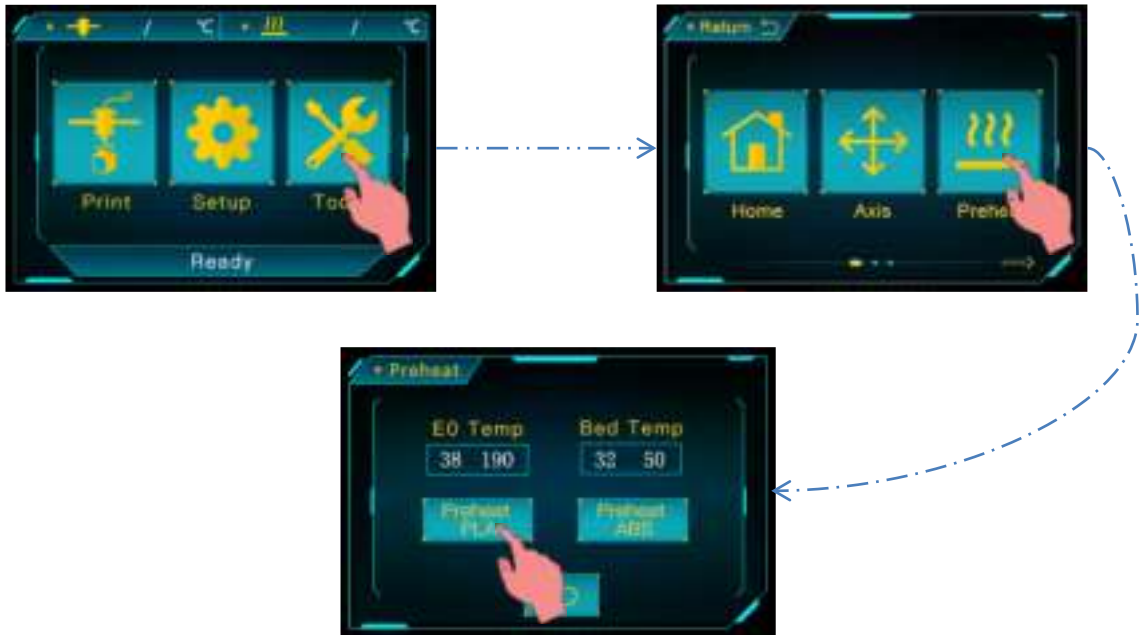 / °C / °C
Print Setup
Ready
Return
Home Axis
Preheat
E0 Temp Bed Temp
38 190 32 50
Preheat Preheat
PLA ABS